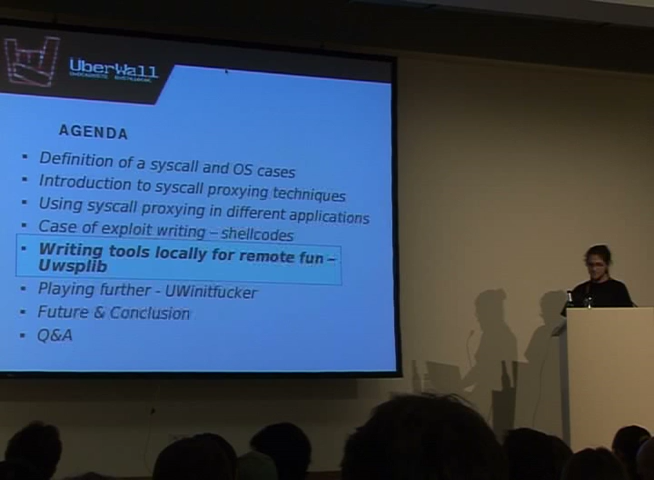 UberWall
AGENDA
Definition of a syscall and OS cases
Introduction to syscall proxying techniques
Using syscall proxying in different applications
Case of exploit writing – shellcodes
Writing tools locally for remote fun –
Uwsplib
Playing further - UWinitfucker
Future & Conclusion
Q&A